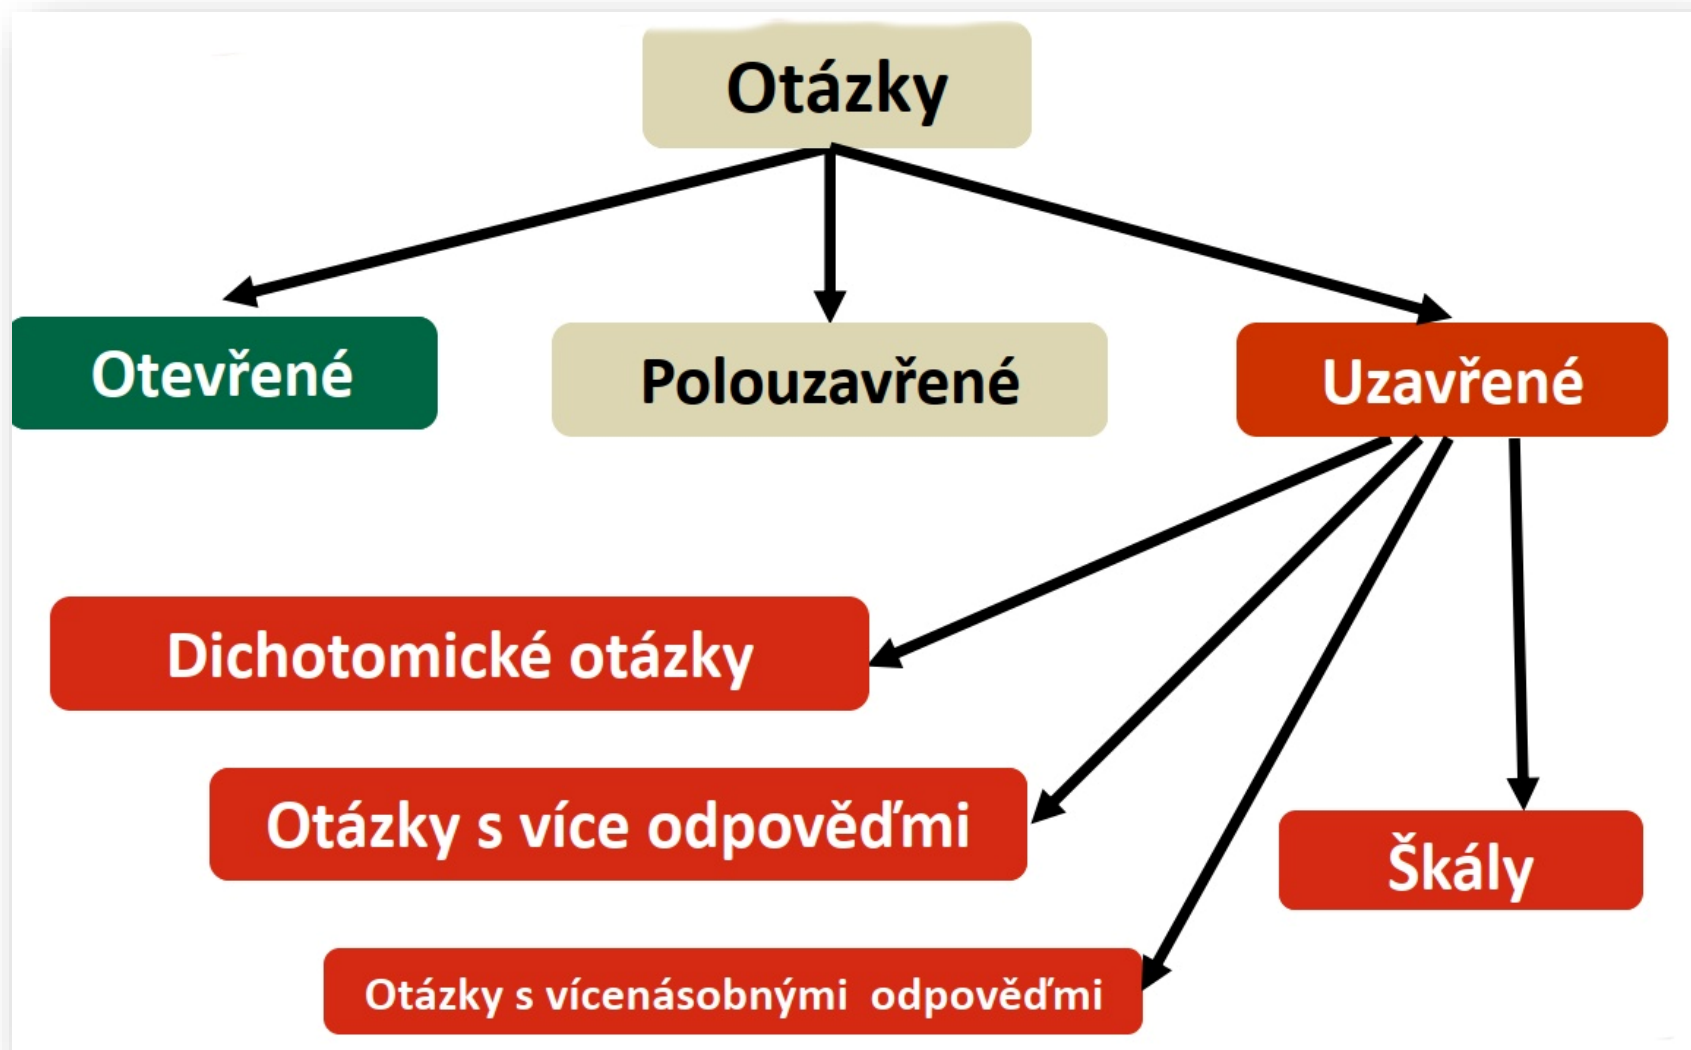 Otázky
Otevřené
Polouzavřené
Uzavřené
Dichotomické otázky
Otázky s více odpověďmi
Škály
Otázky s vícenásobnými odpověďmi